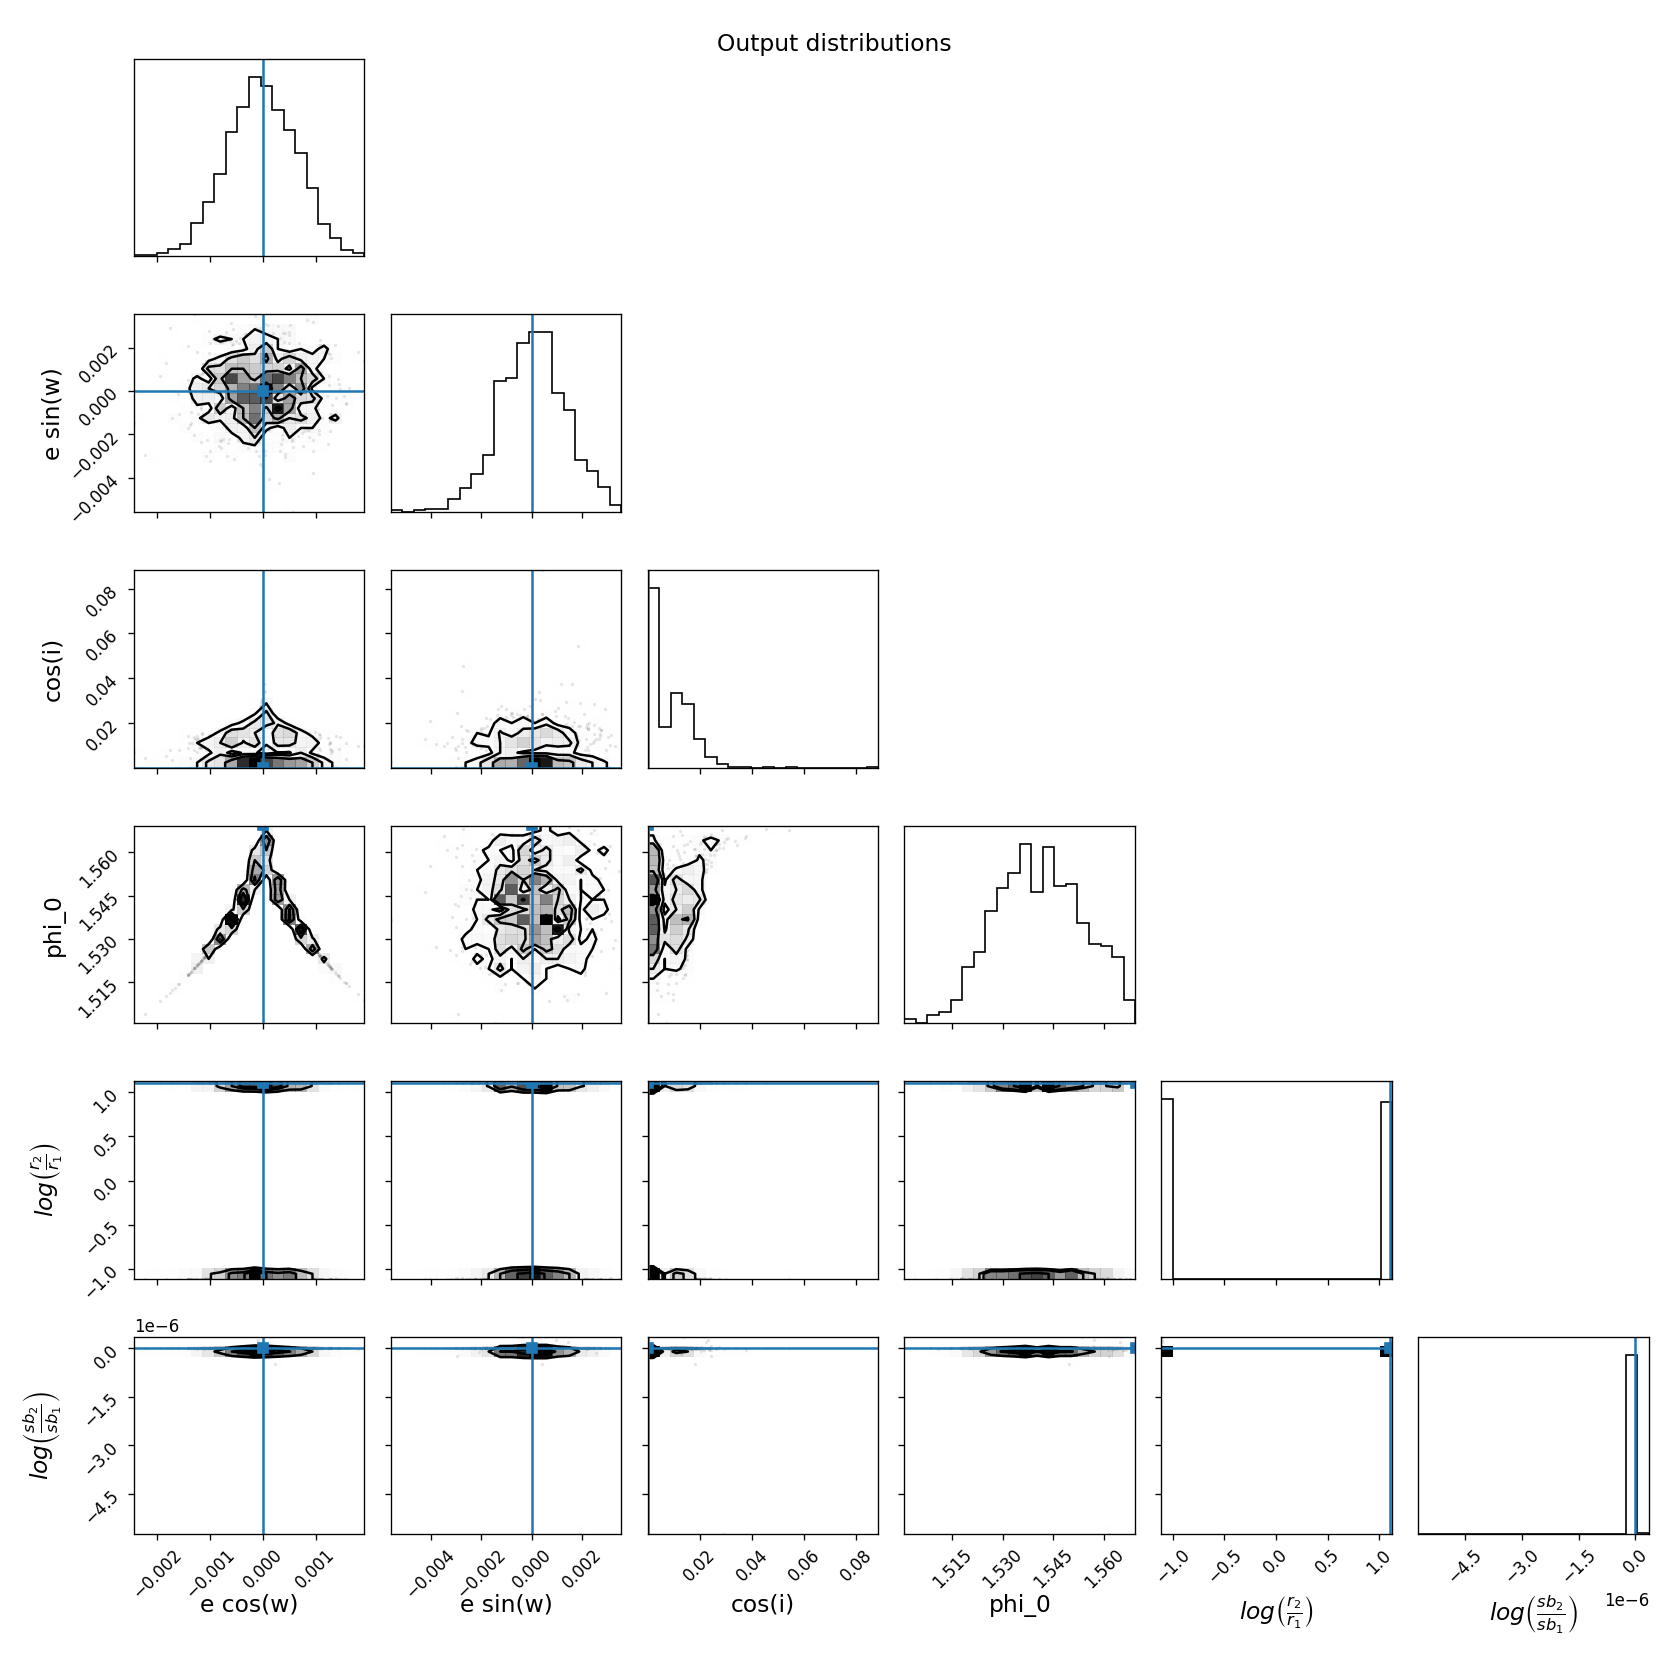 Output distributions
e sin(w)
0.002
0.000
−0.002
−0.004
cos(i)
0.08
0.06
0.04
0.02
phi_0
1.560
1.545
1.530
1.515
log(r2/r1)
1.0
0.5
0.0
−0.5
−1.0
1e−6
log(sb2/sb1)
0.0
−1.5
−3.0
−4.5
−0.002 −0.001 0.000 0.001
e cos(w)
−0.004 −0.002 0.000 0.002
e sin(w)
0.02 0.04 0.06 0.08
cos(i)
1.515 1.530 1.545 1.560
phi_0
−1.0 −0.5 0.0 0.5 1.0
log(r2/r1)
−4.5 −3.0 −1.5 0.0
1e−6
log(sb2/sb1)